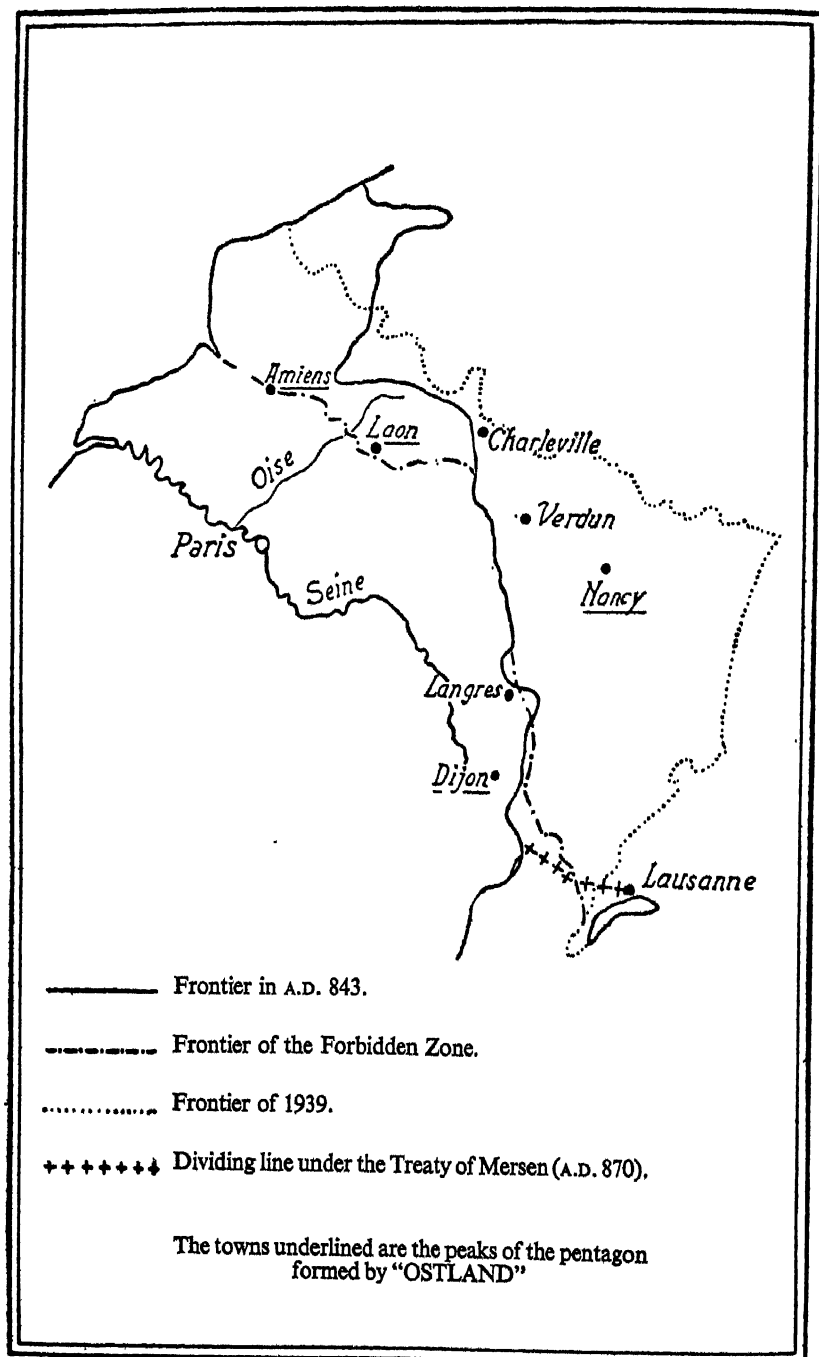 Amiens
Laon
Charleville
Oise
Verdun
Paris
Nancy
Seine
Langres
Dijon
Lausanne
Frontier in A.D. 843.
Frontier of the Forbidden Zone.
Frontier of 1939.
Dividing line under the Treaty of Mersen (A.D. 870).
The towns underlined are the peaks of the pentagon
formed by "OSTLAND"